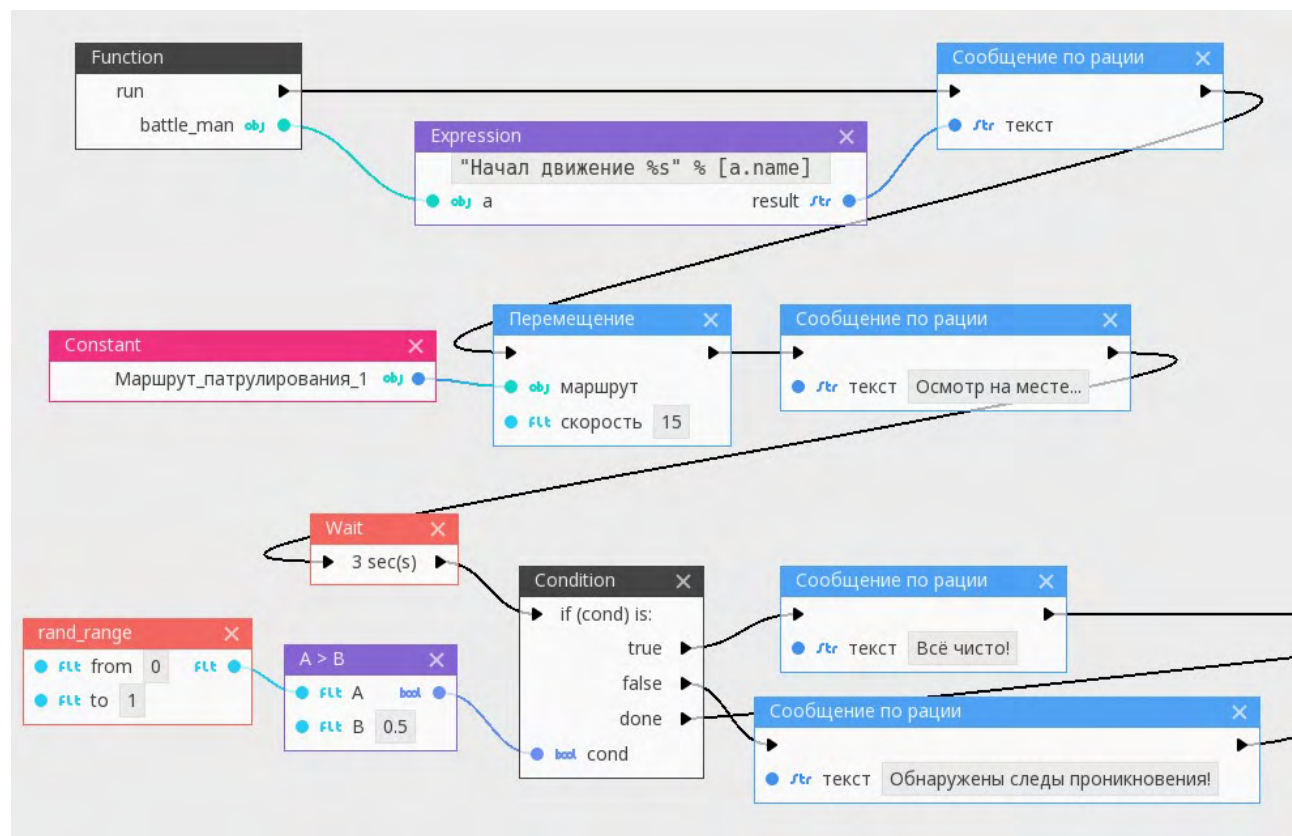 Function
run
battle_man obj
Сообщение по рации
Str текст
Expression
"Начал движение %s" % [a.name]
obj a
result Str
Constant
Маршрут_патрулирования_1 obj
Перемещение
obj маршрут
FLt скорость 15
Сообщение по рации
Str текст Осмотр на месте...
Wait
3 sec(s)
rand_range
FLt from 0 FLt
FLt to 1
A > B
FLt A bool
FLt B 0.5
Condition
if (cond) is:
true
false
done
bool cond
Сообщение по рации
Str текст Всё чисто!
Сообщение по рации
Str текст Обнаружены следы проникновения!